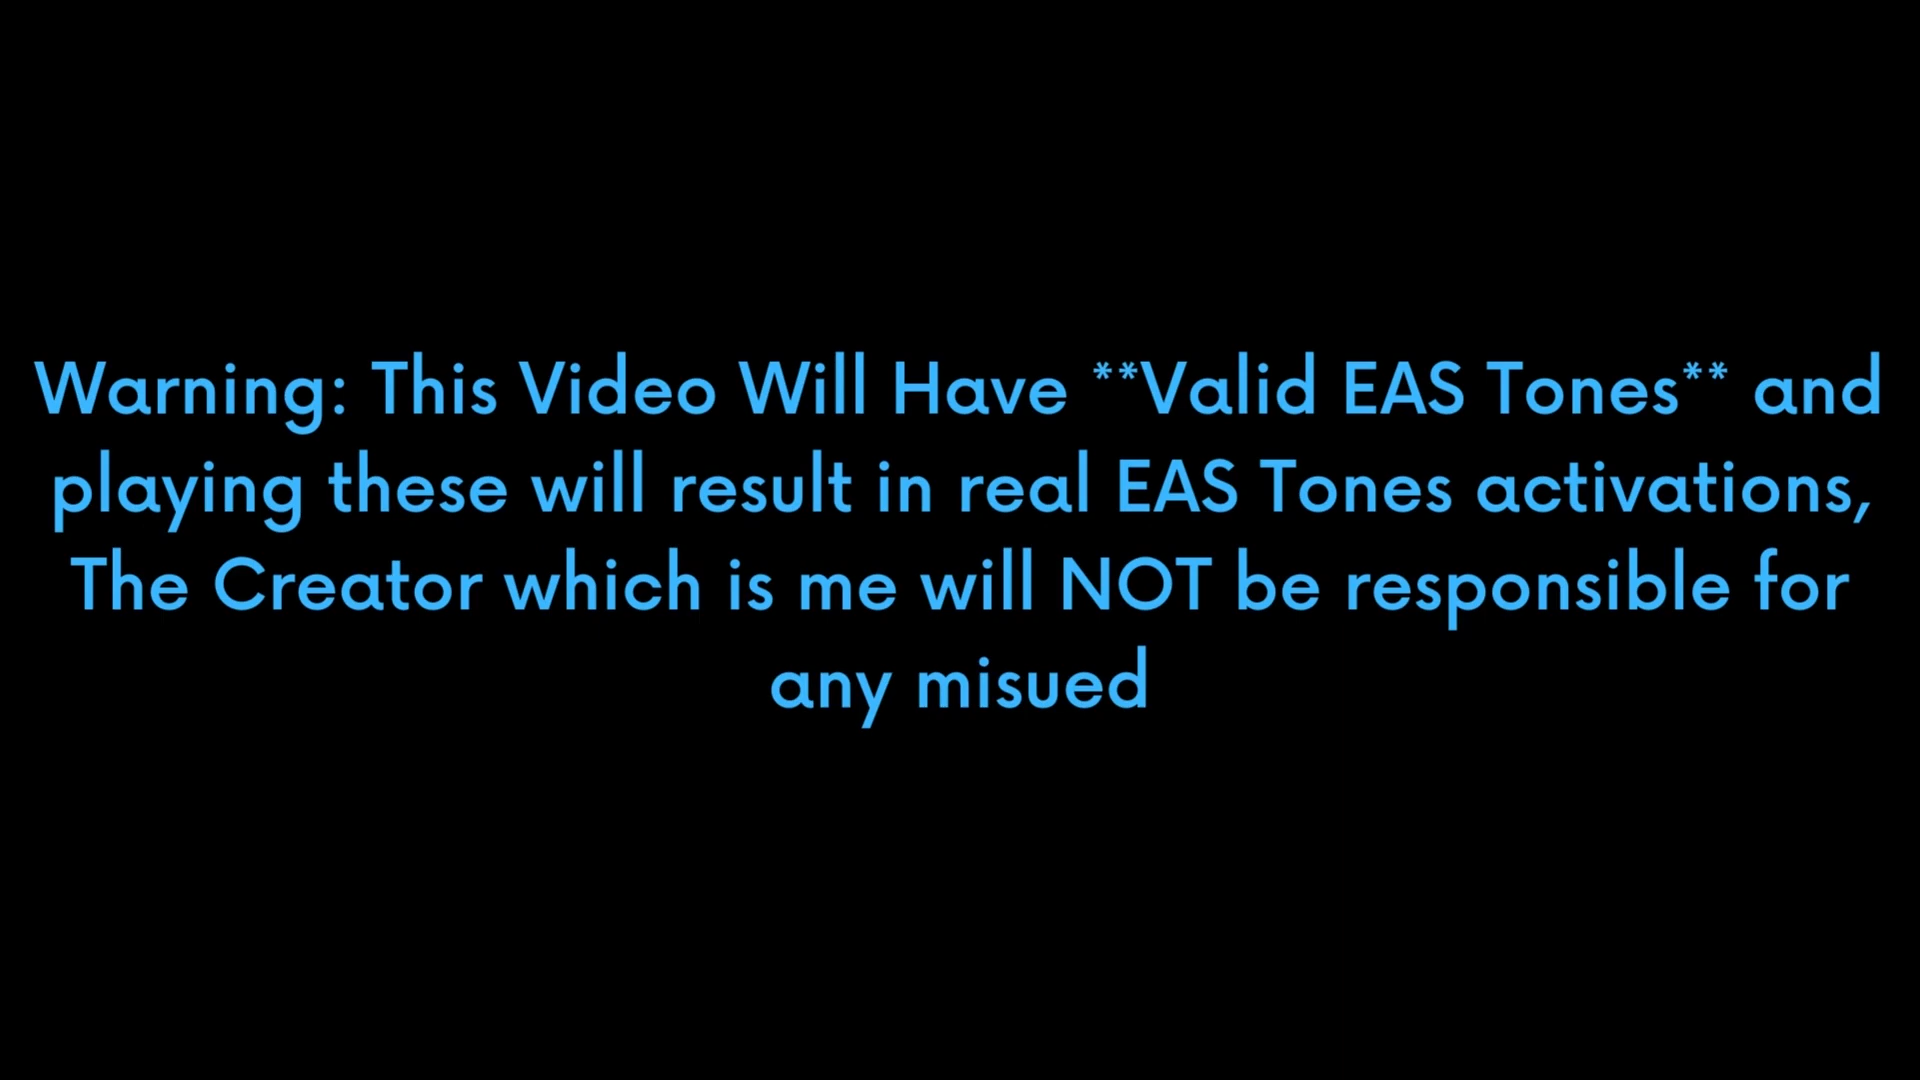 Warning: This Video Will Have **Valid EAS Tones** and
playing these will result in real EAS Tones activations,
The Creator which is me will NOT be responsible for
any misued